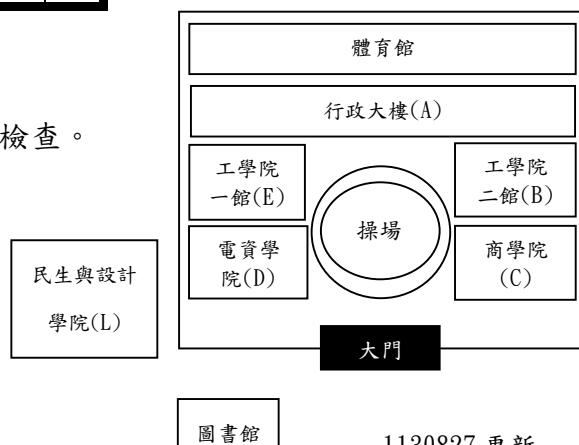 體育館
行政大樓(A)
檢查。
工學院
一館(E)
工學院
二館(B)
操場
電資學
院(D)
商學院
(C)
民生與設計
學院(L)
大門
圖書館
1130827 更新